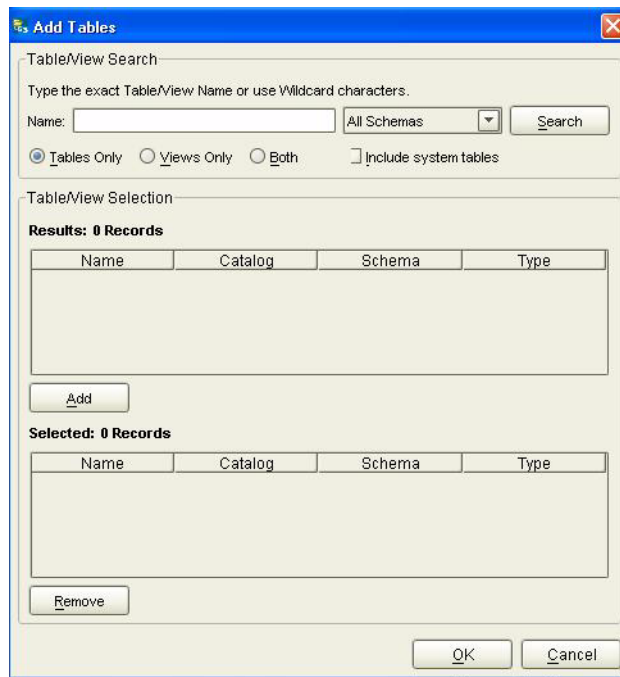 Add Tables
Table/View Search
Type the exact Table/View Name or use Wildcard characters.
Name: All Schemas Search
Tables Only Views Only Both Include system tables
Table/View Selection
Results: 0 Records
Name Catalog Schema Type
Add
Selected: 0 Records
Name Catalog Schema Type
Remove
OK Cancel